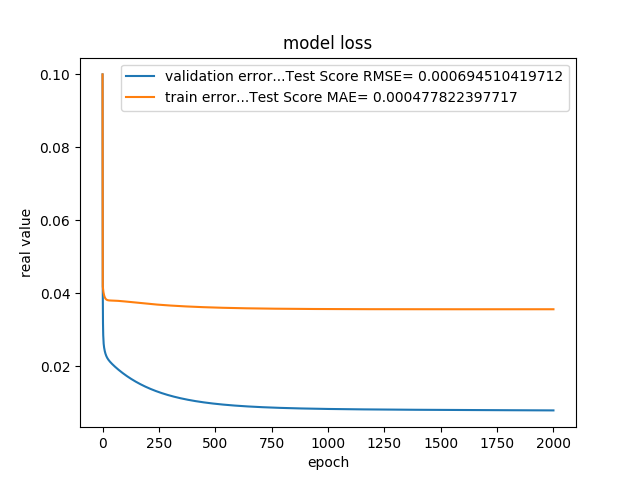 model loss
validation error...Test Score RMSE= 0.000694510419712
train error...Test Score MAE= 0.000477822397717
real value
0.10
0.08
0.06
0.04
0.02
0 250 500 750 1000 1250 1500 1750 2000
epoch